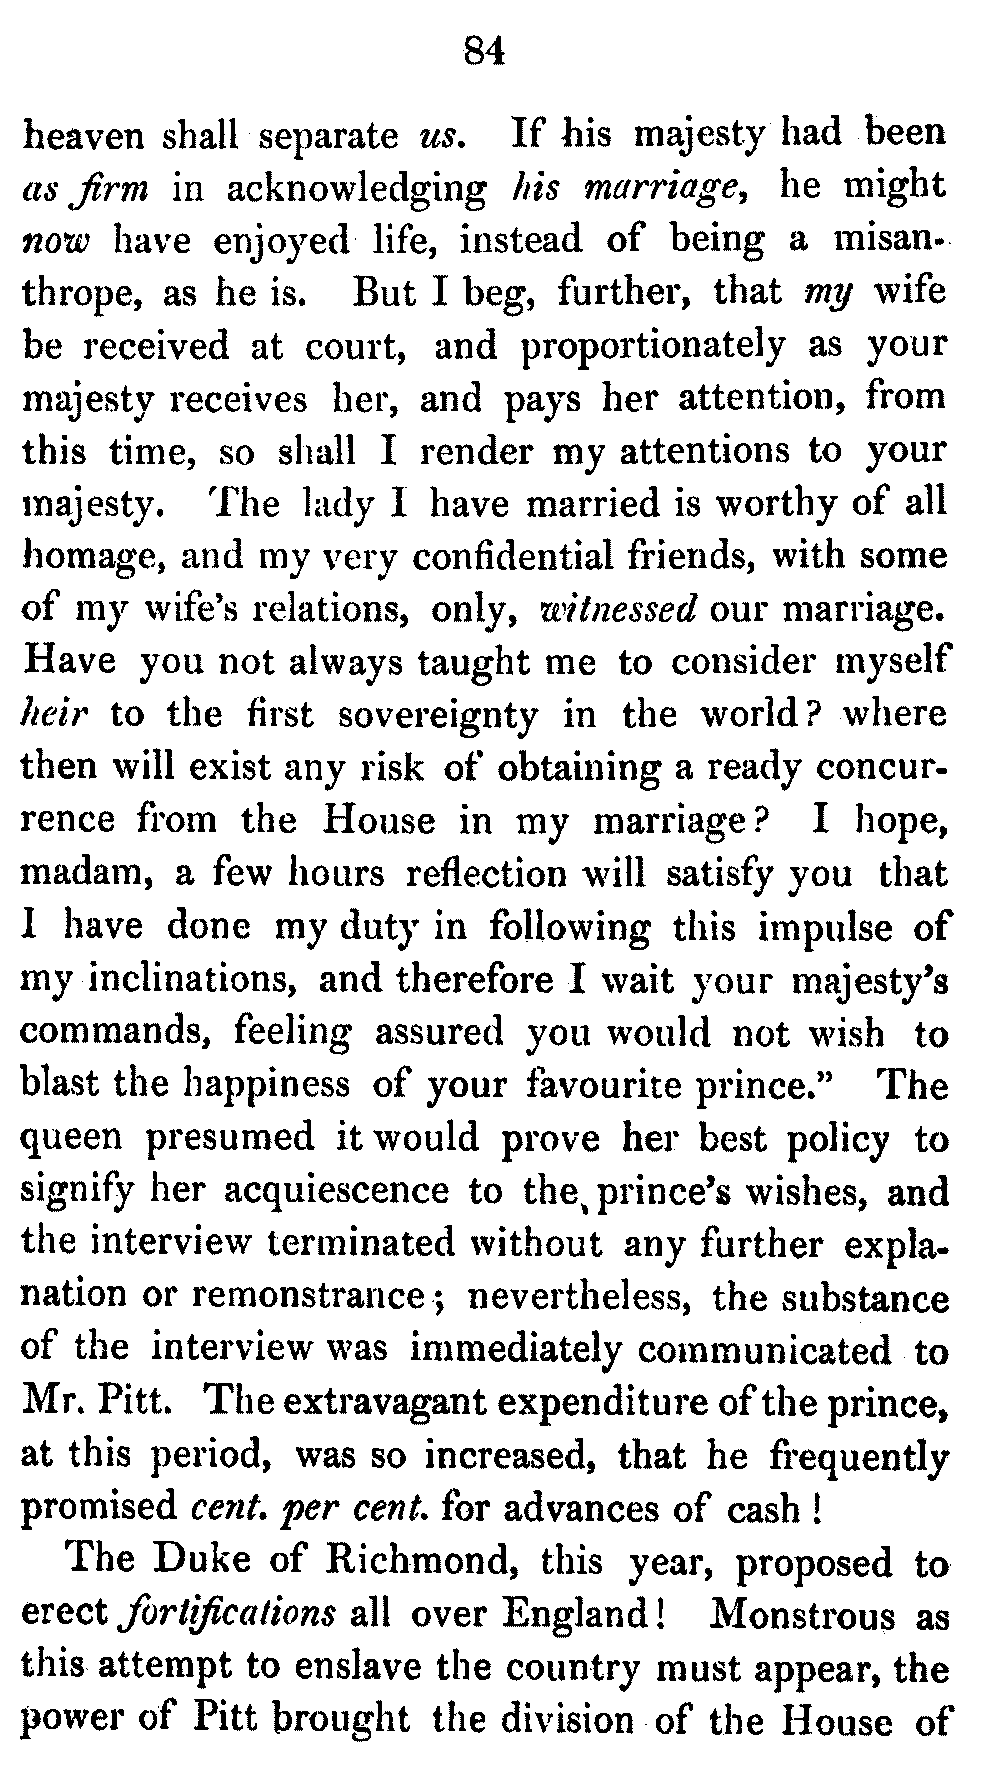 84
heaven shall separate us. If his majesty had been
as firm in acknowledging his marriage, he might
now have enjoyed life, instead of being a misan-
thrope, as he is. But I beg, further, that my wife
be received at court, and proportionately as your
majesty receives her, and pays her attention, from
this time, so shall I render my attentions to your
majesty. The lady I have married is worthy of all
homage, and my very confidential friends, with some
of my wife's relations, only, witnessed our marriage.
Have you not always taught me to consider myself
heir to the first sovereignty in the world? where
then will exist any risk of obtaining a ready concur-
rence from the House in my marriage? I hope,
madam, a few hours reflection will satisfy you that
I have done my duty in following this impulse of
my inclinations, and therefore I wait your majesty's
commands, feeling assured you would not wish to
blast the happiness of your favourite prince.” The
queen presumed it would prove her best policy to
signify her acquiescence to the prince's wishes, and
the interview terminated without any further expla-
nation or remonstrance; nevertheless, the substance
of the interview was immediately communicated to
Mr. Pitt. The extravagant expenditure of the prince,
at this period, was so increased, that he frequently
promised cent. per cent. for advances of cash!
The Duke of Richmond, this year, proposed to
erect fortifications all over England! Monstrous as
this attempt to enslave the country must appear, the
power of Pitt brought the division of the House of